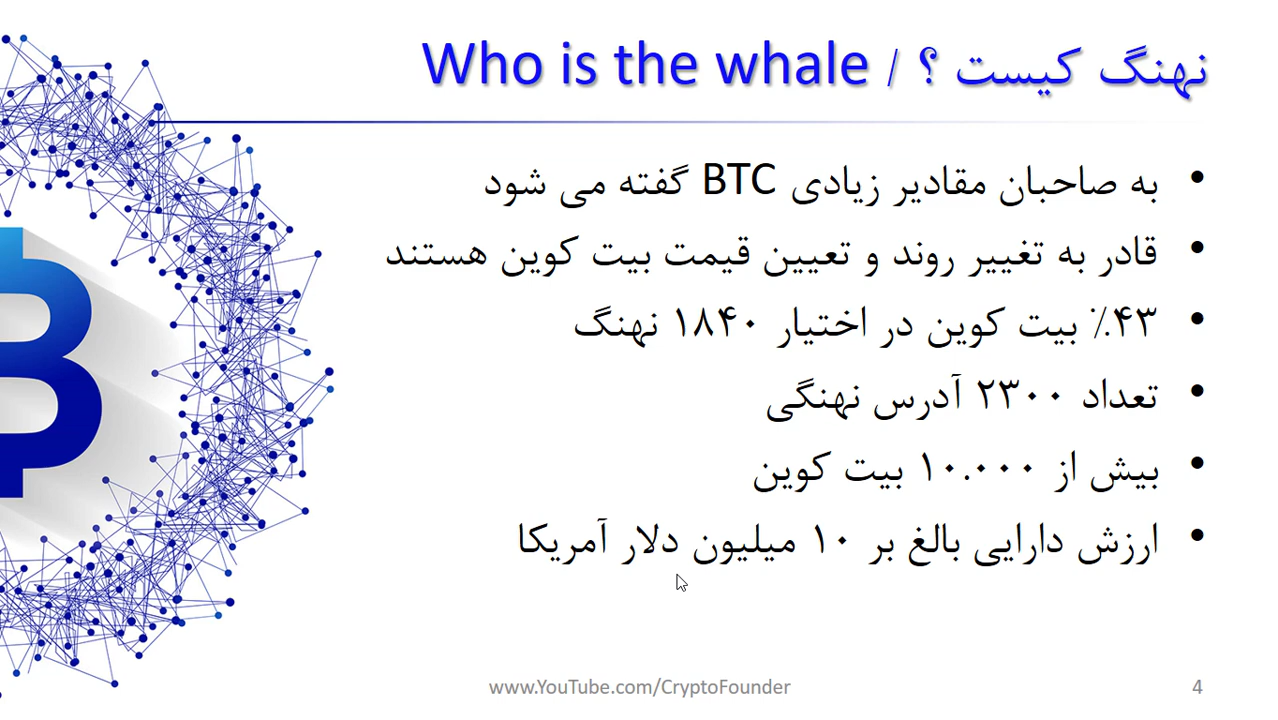 نهنگ کیست ؟ / Who is the whale
• به صاحبان مقادیر زیادی BTC گفته می شود
• قادر به تغییر روند و تعیین قیمت بیت کوین هستند
• ۴۳٪ بیت کوین در اختیار ۱۸۴۰ نهنگ
• تعداد ۲۳۰۰ آدرس نهنگی
• بیش از ۱۰.۰۰۰ بیت کوین
• ارزش دارایی بالغ بر ۱۰ میلیون دلار آمریکا
www.YouTube.com/CryptoFounder
4